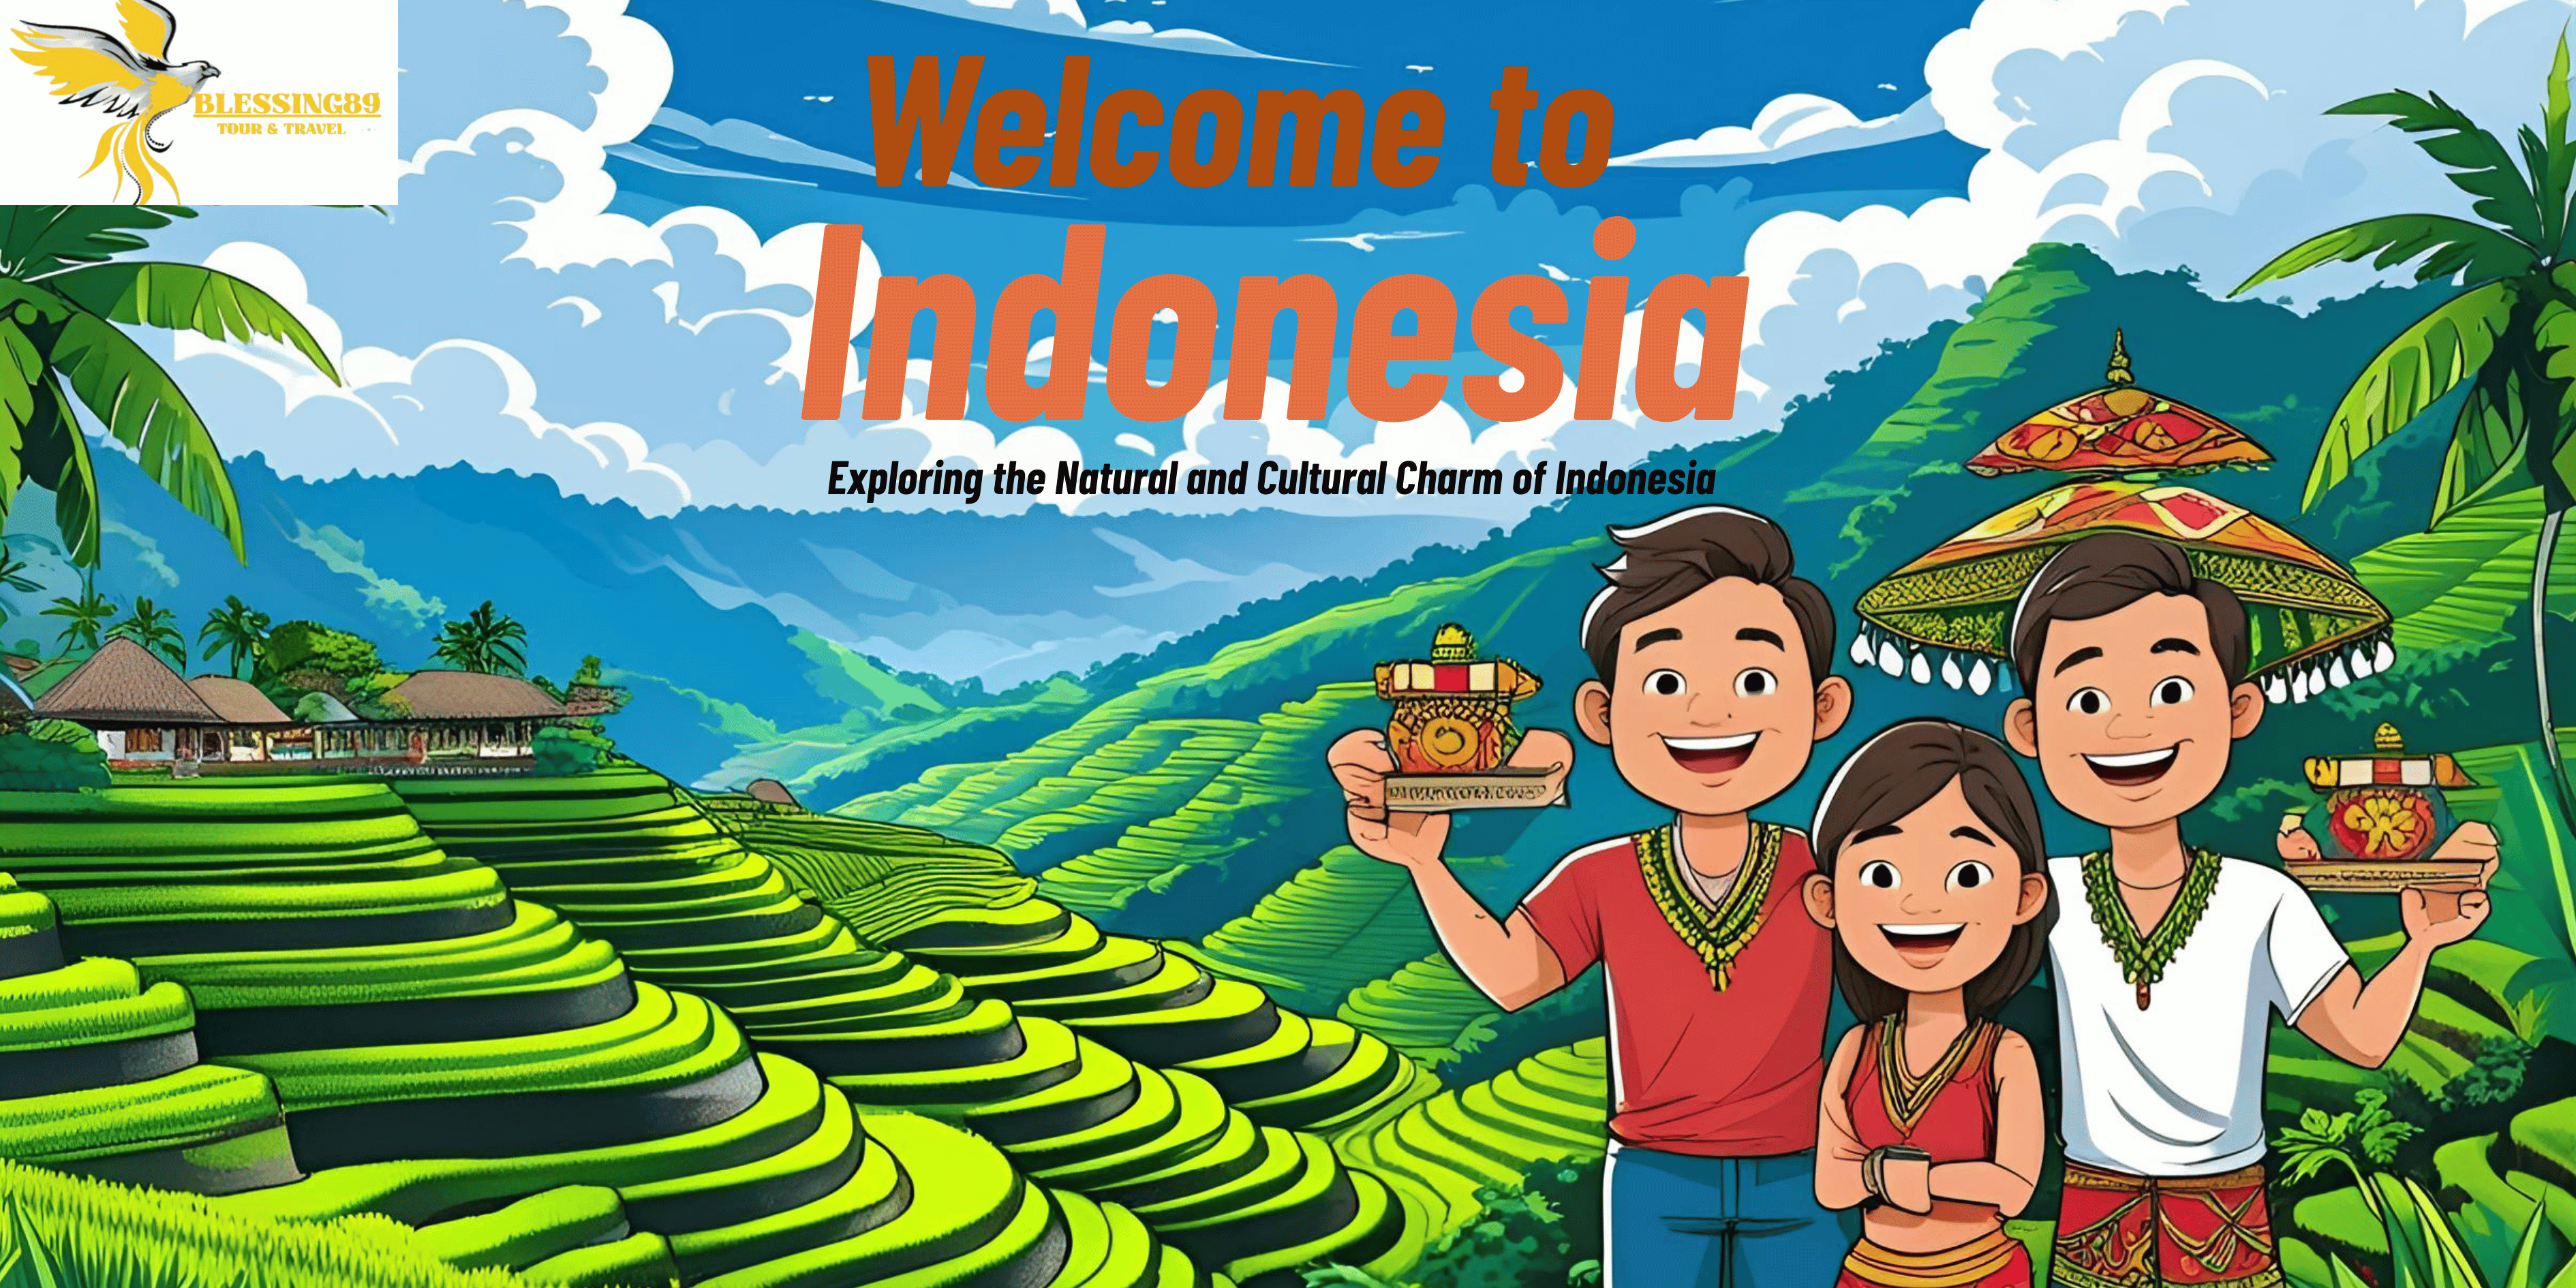 BLESSING89
TOUR & TRAVEL
Welcome to
Indonesia
Exploring the Natural and Cultural Charm of Indonesia